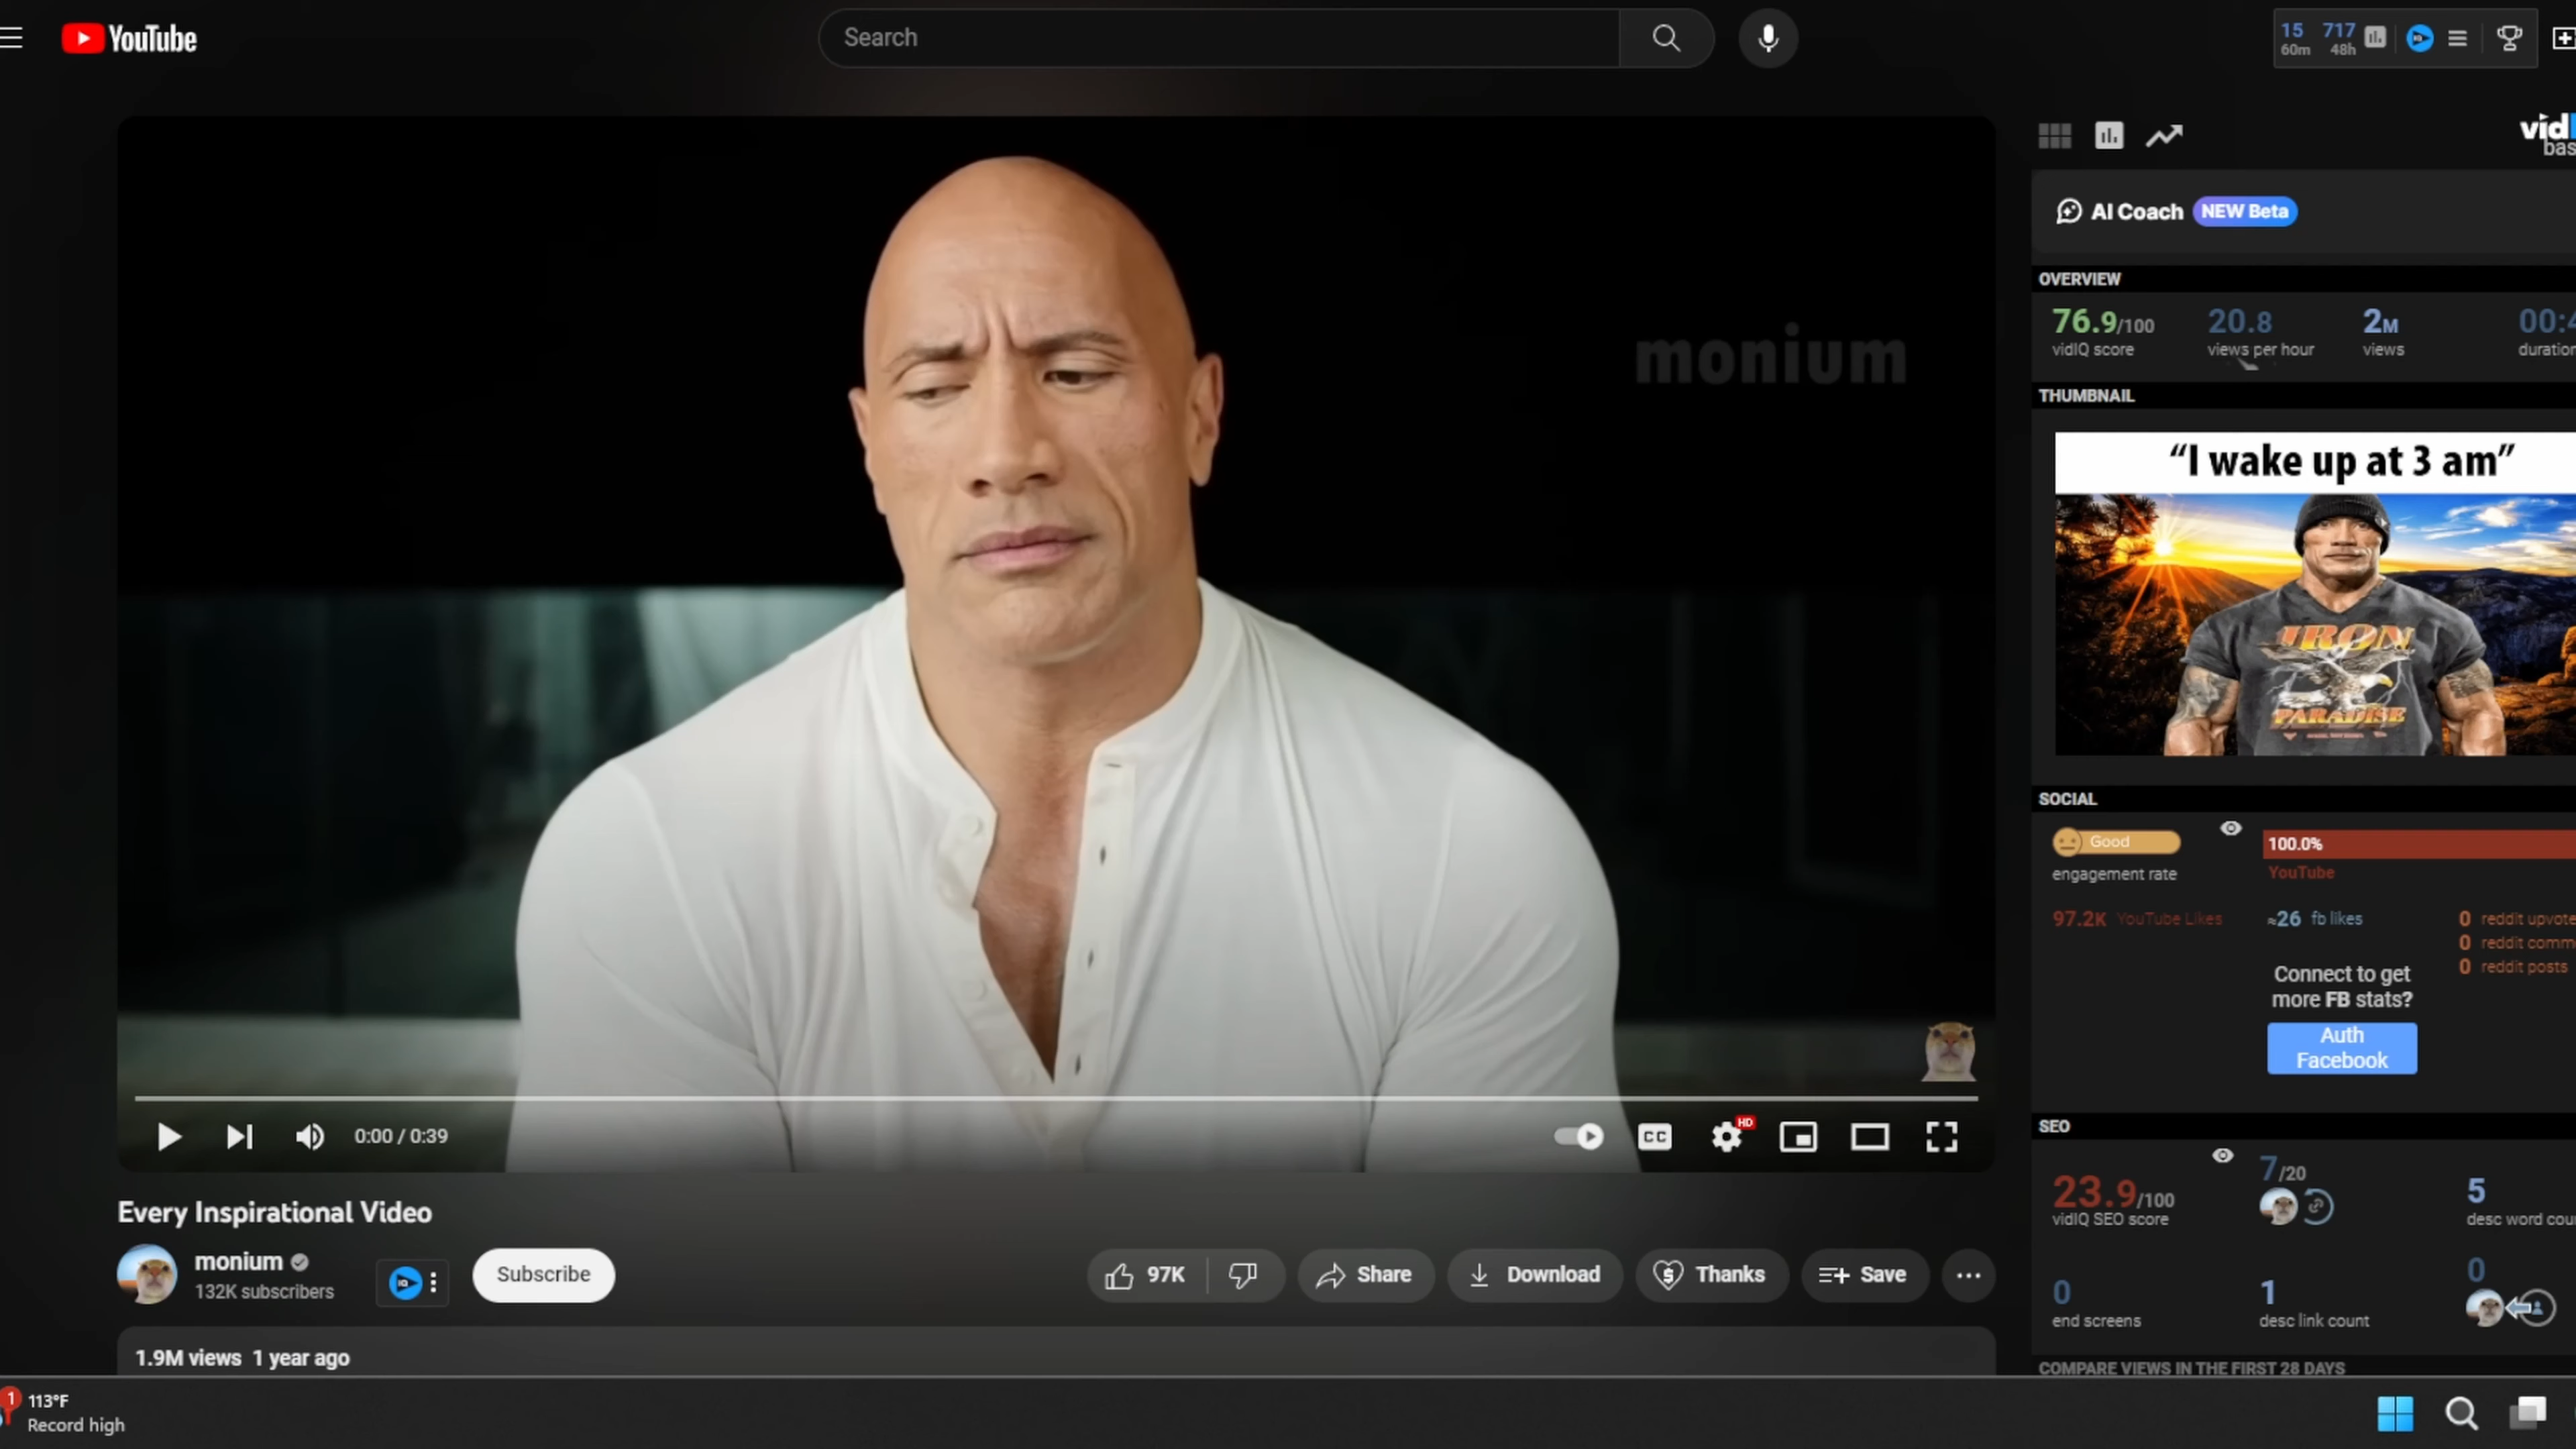 YouTube
Search
15 717
60m 48h
monium
AI Coach NEW Beta
OVERVIEW
76.9/100 20.8 2M
vidIQ score views per hour views
THUMBNAIL
“I wake up at 3 am”
IRON
PARADISE
SOCIAL
Good 100.0%
engagement rate YouTube
97.2K YouTube Likes ≈26 fb likes 0
0
0 reddit posts
Connect to get
more FB stats?
Auth
Facebook
0:00 / 0:39
CC
HD
SEO
23.9/100 7/20 5
vidIQ SEO score desc word
0 1 0
end screens desc link count
COMPARE VIEWS IN THE FIRST 28 DAYS
Every Inspirational Video
monium
132K subscribers
Subscribe
97K
Share
Download
Thanks
Save
1.9M views 1 year ago
1
113°F
Record high